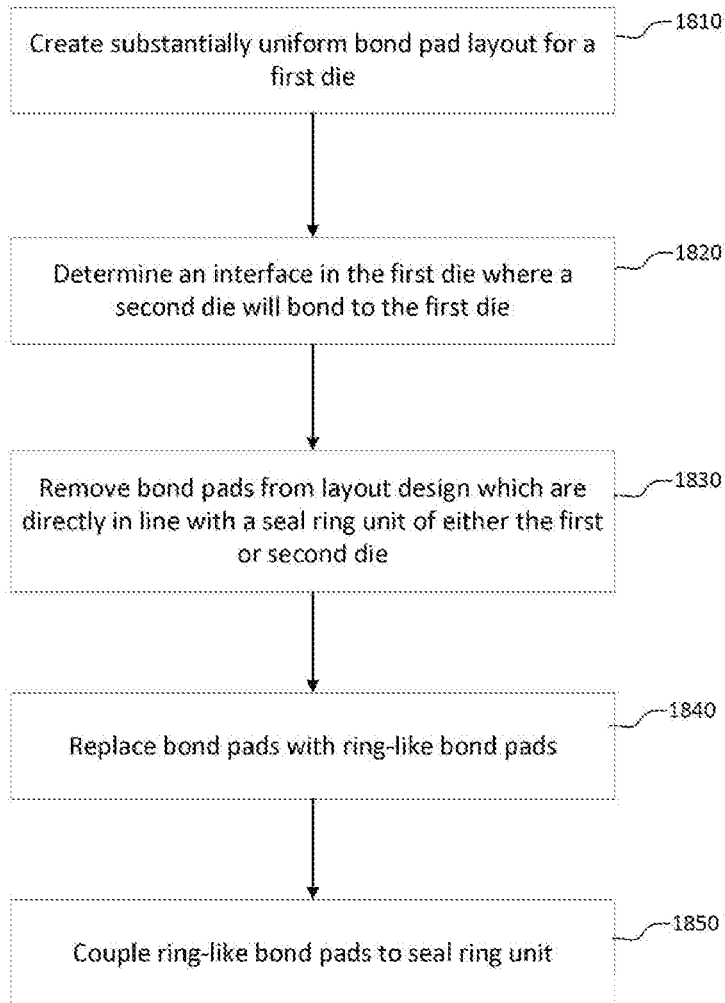 1810
Create substantially uniform bond pad layout for a
first die
1820
Determine an interface in the first die where a
second die will bond to the first die
1830
Remove bond pads from layout design which are
directly in line with a seal ring unit of either the first
or second die
1840
Replace bond pads with ring-like bond pads
1850
Couple ring-like bond pads to seal ring unit